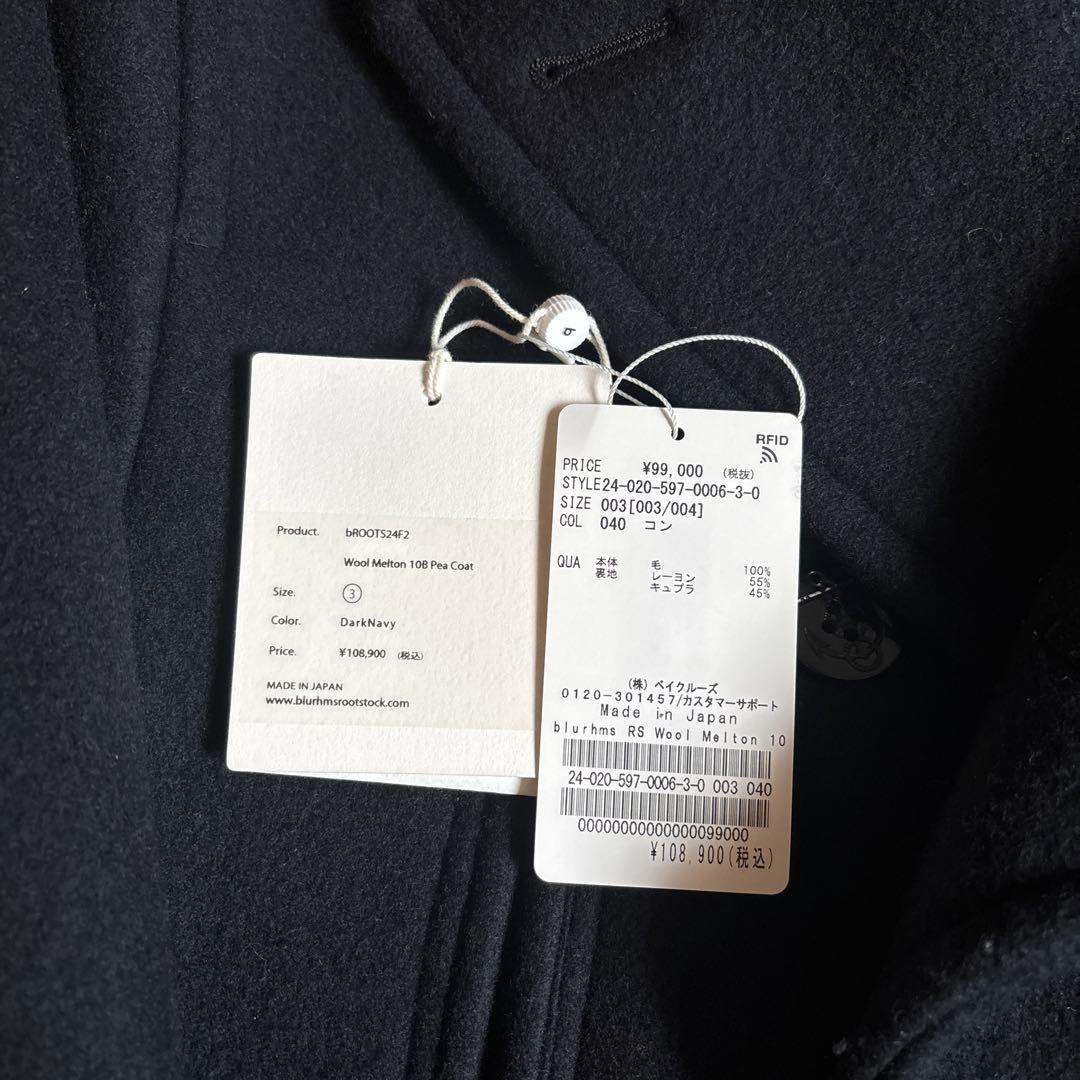 b
Product. bROOTS24F2
Wool Melton 10B Pea Coat
Size. ③
Color. DarkNavy
Price. ¥108,900 (税込)
MADE IN JAPAN
www.blurhmsrootstock.com
RFID
PRICE ¥99,000 (税抜)
STYLE24-020-597-0006-3-0
SIZE 003[003/004]
COL 040 コン
QUA 本体 毛 100%
裏地 レーヨン 55%
キュプラ 45%
(株) ベイクルーズ
0120-301457/カスタマーサポート
Made in Japan
blurhms RS Wool Melton 10
24-020-597-0006-3-0 003 040
00000000000000099000
¥108,900(税込)